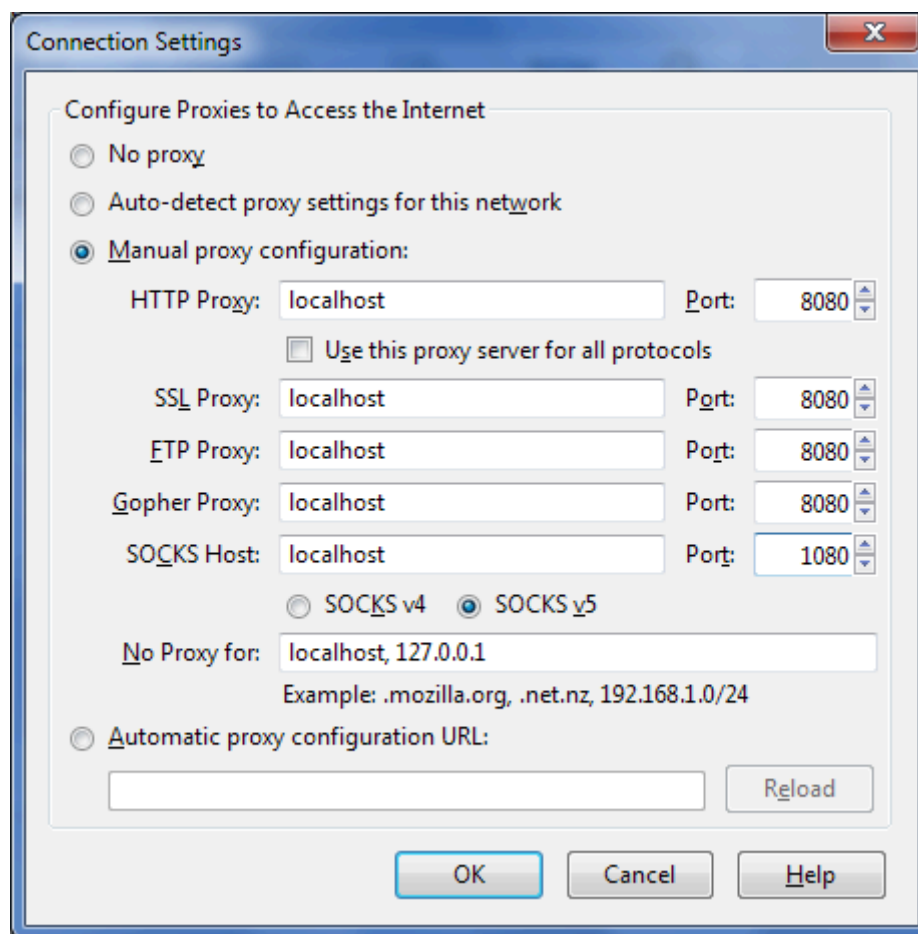 Connection Settings
Configure Proxies to Access the Internet
No proxy
Auto-detect proxy settings for this network
Manual proxy configuration:
HTTP Proxy: localhost Port: 8080
Use this proxy server for all protocols
SSL Proxy: localhost Port: 8080
FTP Proxy: localhost Port: 8080
Gopher Proxy: localhost Port: 8080
SOCKS Host: localhost Port: 1080
SOCKS v4 SOCKS v5
No Proxy for: localhost, 127.0.0.1
Example: .mozilla.org, .net.nz, 192.168.1.0/24
Automatic proxy configuration URL:
Reload
OK Cancel Help